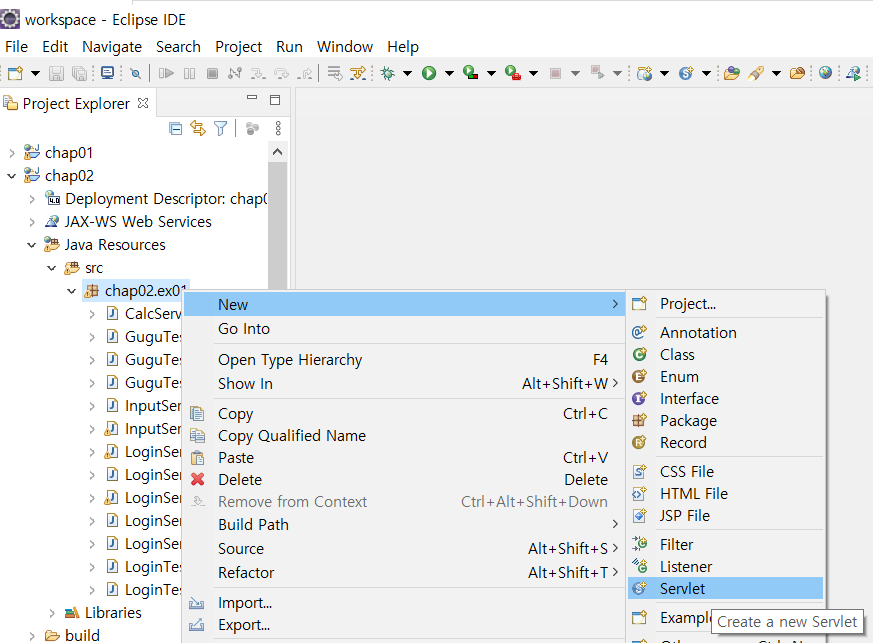 workspace - Eclipse IDE
File Edit Navigate Search Project Run Window Help
Project Explorer
chap01
chap02
Deployment Descriptor: chap0
JAX-WS Web Services
Java Resources
src
chap02.ex01
CalcServ
GuguTes
GuguTes
GuguTes
InputSer
InputSer
LoginSer
LoginSer
LoginSer
LoginSer
LoginSer
LoginTes
LoginTes
Libraries
build
New
Go Into
Open Type Hierarchy F4
Show In Alt+Shift+W
Copy Ctrl+C
Copy Qualified Name
Paste Ctrl+V
Delete Delete
Remove from Context Ctrl+Alt+Shift+Down
Build Path
Source Alt+Shift+S
Refactor Alt+Shift+T
Import...
Export...
Project...
Annotation
Class
Enum
Interface
Package
Record
CSS File
HTML File
JSP File
Filter
Listener
Servlet
Example
Create a new Servlet